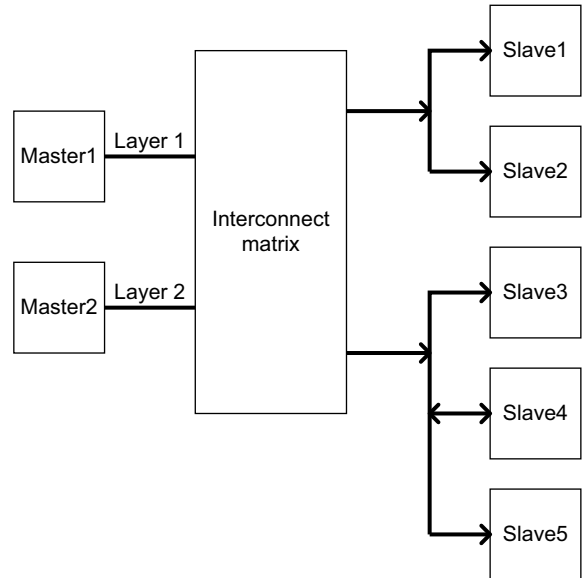 Slave1
Layer 1
Master1
Slave2
Interconnect
matrix
Layer 2
Master2
Slave3
Slave4
Slave5